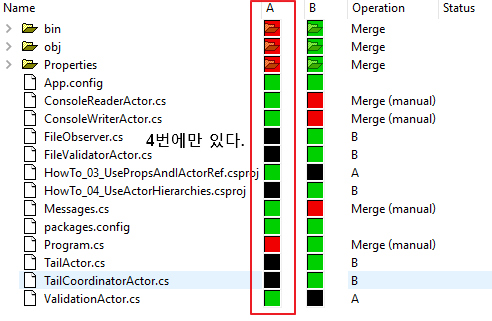 Name A B Operation Status
bin Merge
obj Merge
Properties Merge
App.config
ConsoleReaderActor.cs Merge (manual)
ConsoleWriterActor.cs Merge (manual)
FileObserver.cs 4번에만 있다. B
FileValidatorActor.cs B
HowTo_03_UsePropsAndIActorRef.csproj A
HowTo_04_UseActorHierarchies.csproj B
Messages.cs Merge (manual)
packages.config
Program.cs Merge (manual)
TailActor.cs B
TailCoordinatorActor.cs B
ValidationActor.cs A